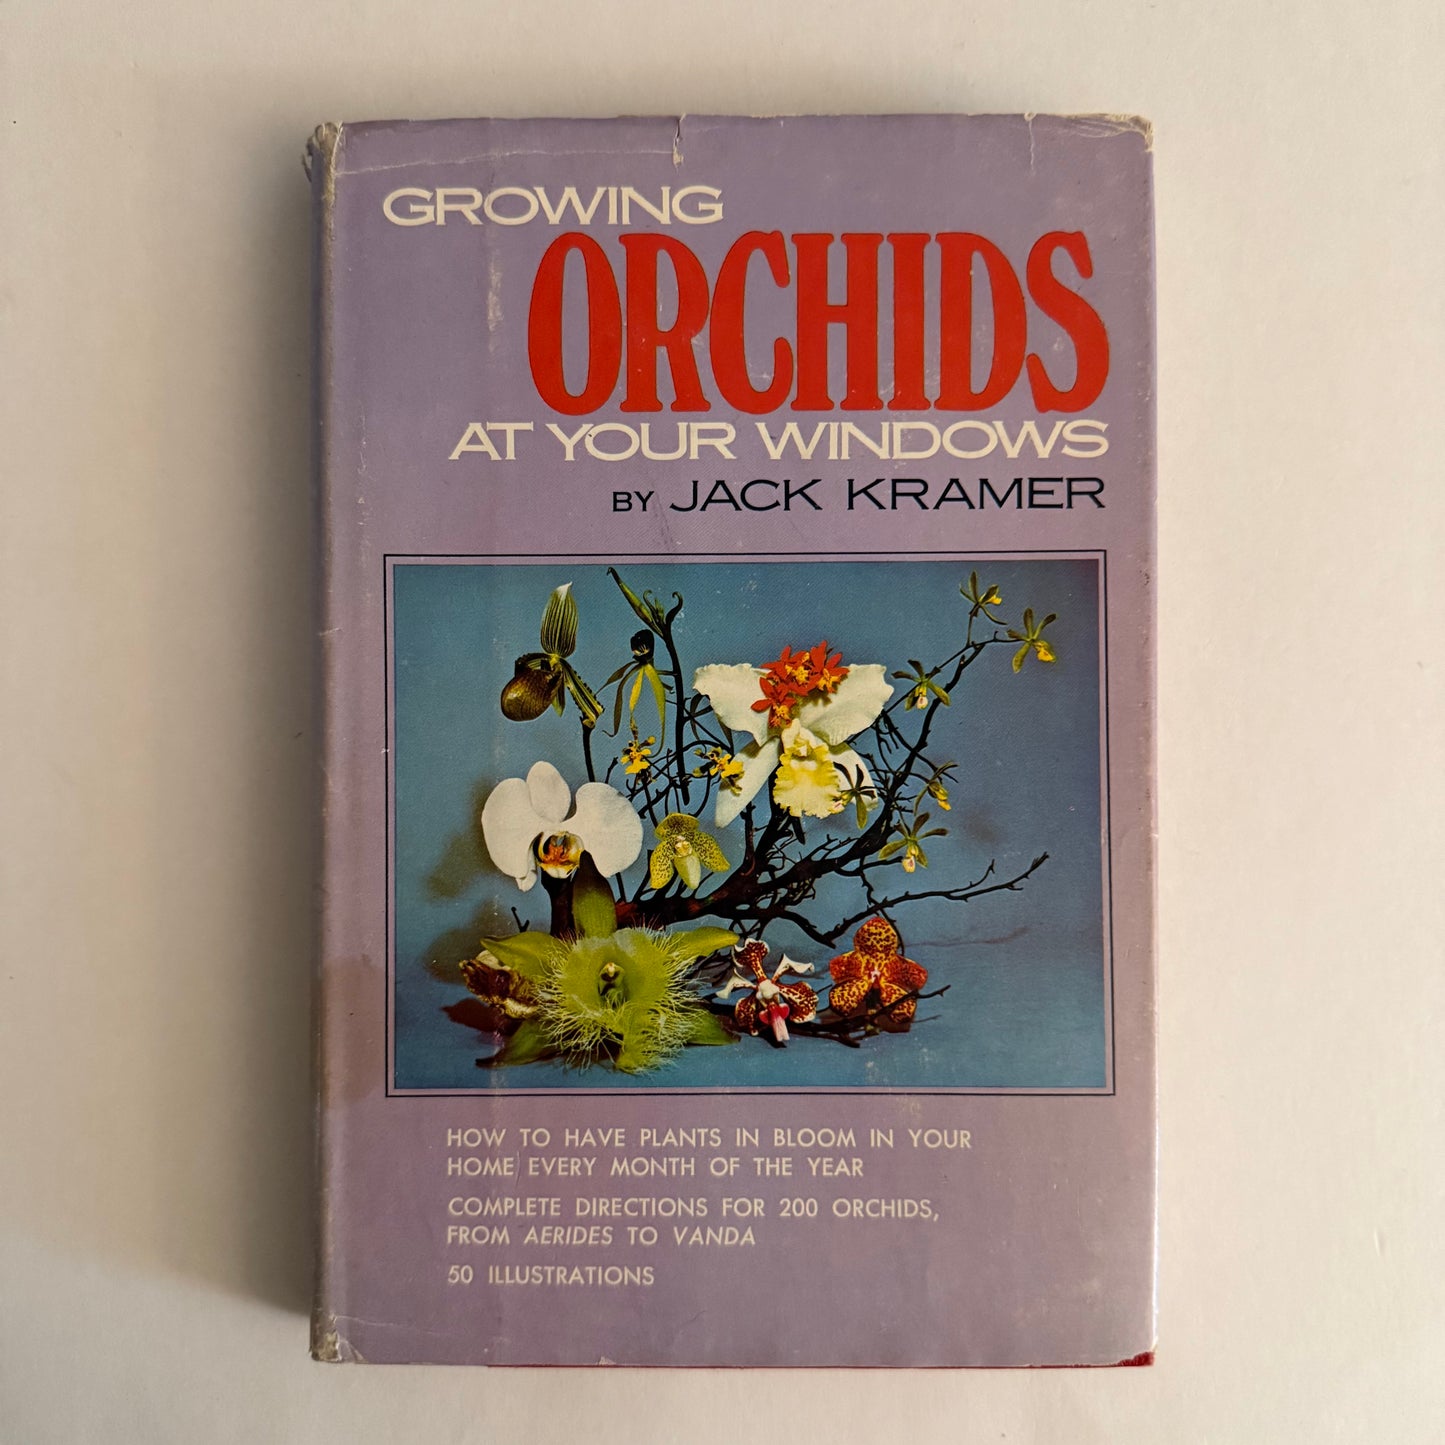 GROWING
ORCHIDS
AT YOUR WINDOWS
BY JACK KRAMER
HOW TO HAVE PLANTS IN BLOOM IN YOUR
HOME EVERY MONTH OF THE YEAR
COMPLETE DIRECTIONS FOR 200 ORCHIDS,
FROM AERIDES TO VANDA
50 ILLUSTRATIONS